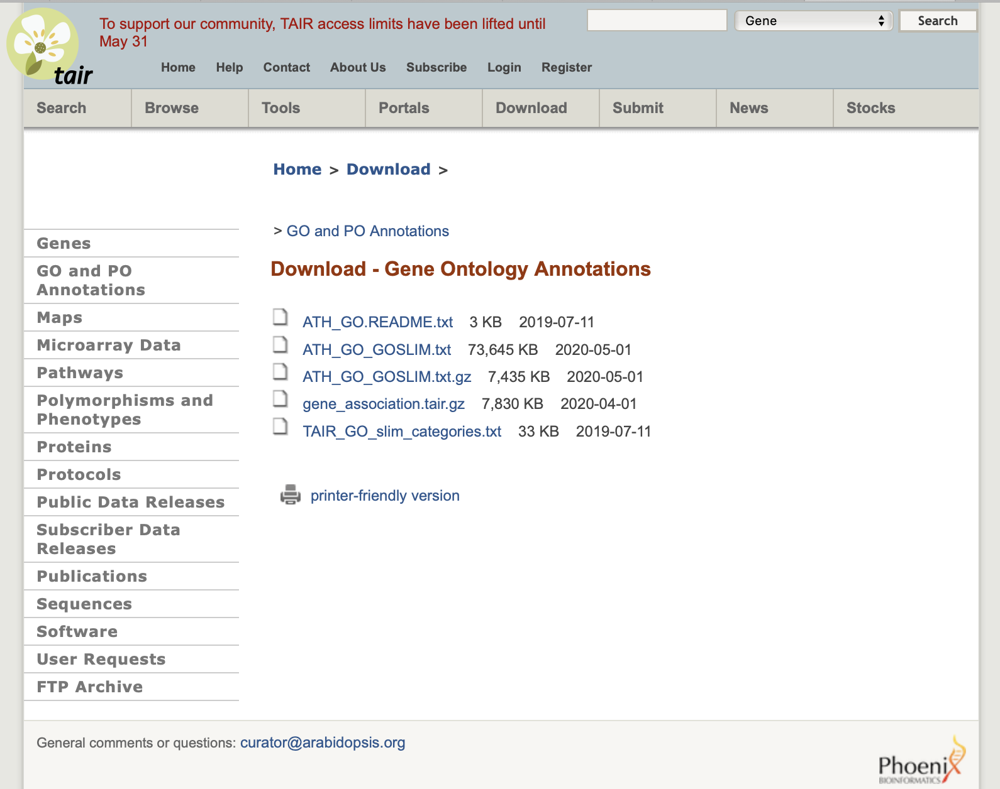 To support our community, TAIR access limits have been lifted until
May 31
Gene
Search
tair
Home Help Contact About Us Subscribe Login Register
Search Browse Tools Portals Download Submit News Stocks
Home > Download >
> GO and PO Annotations
Download - Gene Ontology Annotations
ATH_GO.README.txt 3 KB 2019-07-11
ATH_GO_GOSLIM.txt 73,645 KB 2020-05-01
ATH_GO_GOSLIM.txt.gz 7,435 KB 2020-05-01
gene_association.tair.gz 7,830 KB 2020-04-01
TAIR_GO_slim_categories.txt 33 KB 2019-07-11
printer-friendly version
Genes
GO and PO
Annotations
Maps
Microarray Data
Pathways
Polymorphisms and
Phenotypes
Proteins
Protocols
Public Data Releases
Subscriber Data
Releases
Publications
Sequences
Software
User Requests
FTP Archive
General comments or questions: curator@arabidopsis.org
Phoenix
BIOINFORMATICS